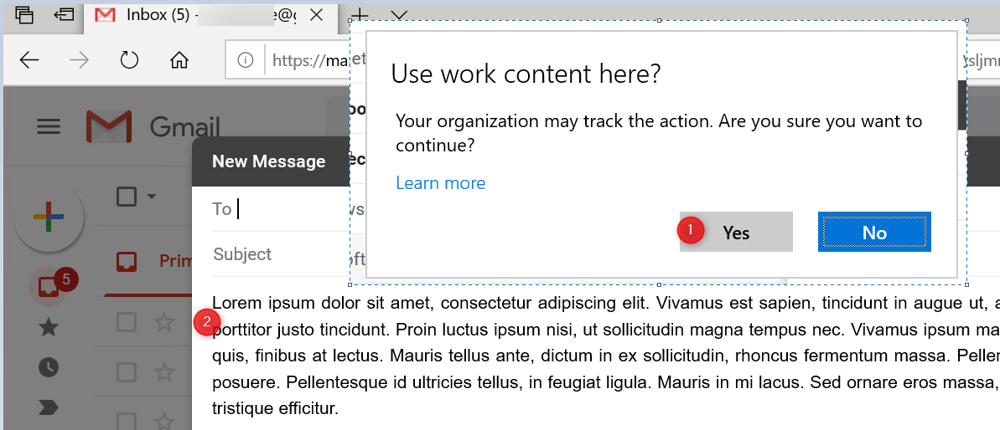 Inbox (5) - e@g
https://ma
et
sljm
Use work content here?
Your organization may track the action. Are you sure you want to
continue?
Learn more
1
Yes
No
Gmail
bo
New Message
ec
To
ws
Subject
oft
Prim
5
Lorem ipsum dolor sit amet, consectetur adipiscing elit. Vivamus est sapien, tincidunt in augue ut, a
2
porttitor justo tincidunt. Proin luctus ipsum nisi, ut sollicitudin magna tempus nec. Vivamus ipsum ma
quis, finibus at lectus. Mauris tellus ante, dictum in ex sollicitudin, rhoncus fermentum massa. Peller
posuere. Pellentesque id ultricies tellus, in feugiat ligula. Mauris in mi lacus. Sed ornare eros massa,
tristique efficitur.